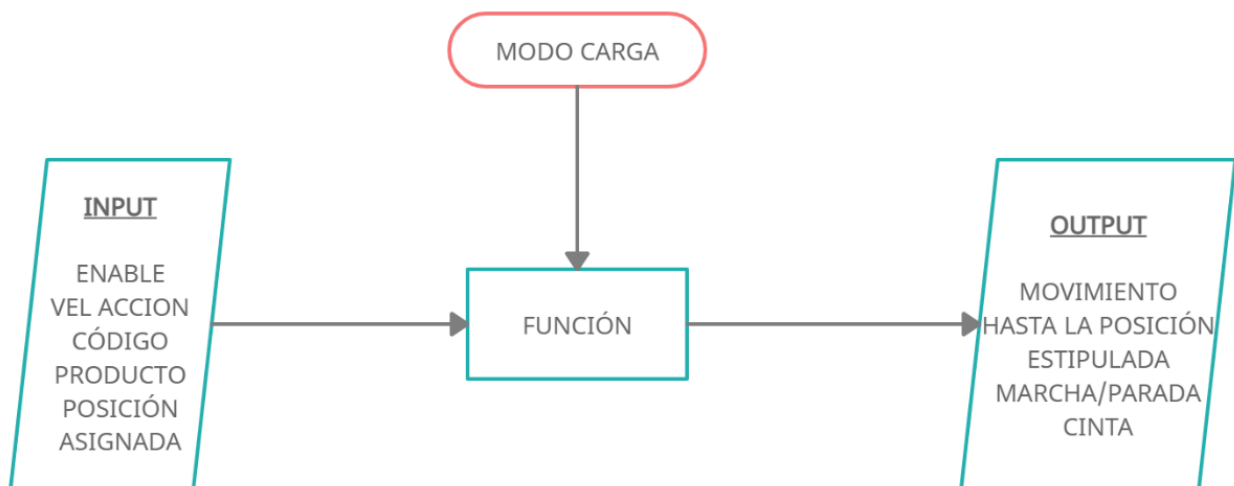 MODO CARGA
INPUT
ENABLE
VEL ACCION
CÓDIGO
PRODUCTO
POSICIÓN
ASIGNADA
FUNCIÓN
OUTPUT
MOVIMIENTO
HASTA LA POSICIÓN
ESTIPULADA
MARCHA/PARADA
CINTA